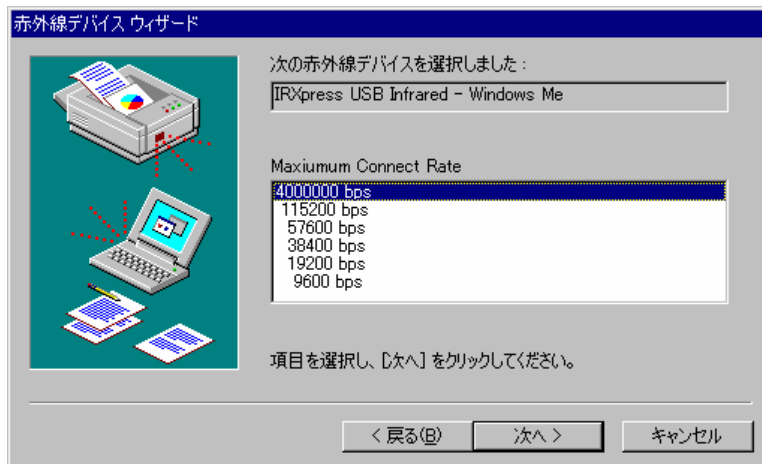 赤外線デバイス ウィザード
次の赤外線デバイスを選択しました :
IRXpress USB Infrared - Windows Me
Maxiumum Connect Rate
4000000 bps
115200 bps
57600 bps
38400 bps
19200 bps
9600 bps
項目を選択し、[次へ] をクリックしてください。
< 戻る(B)
次へ >
キャンセル